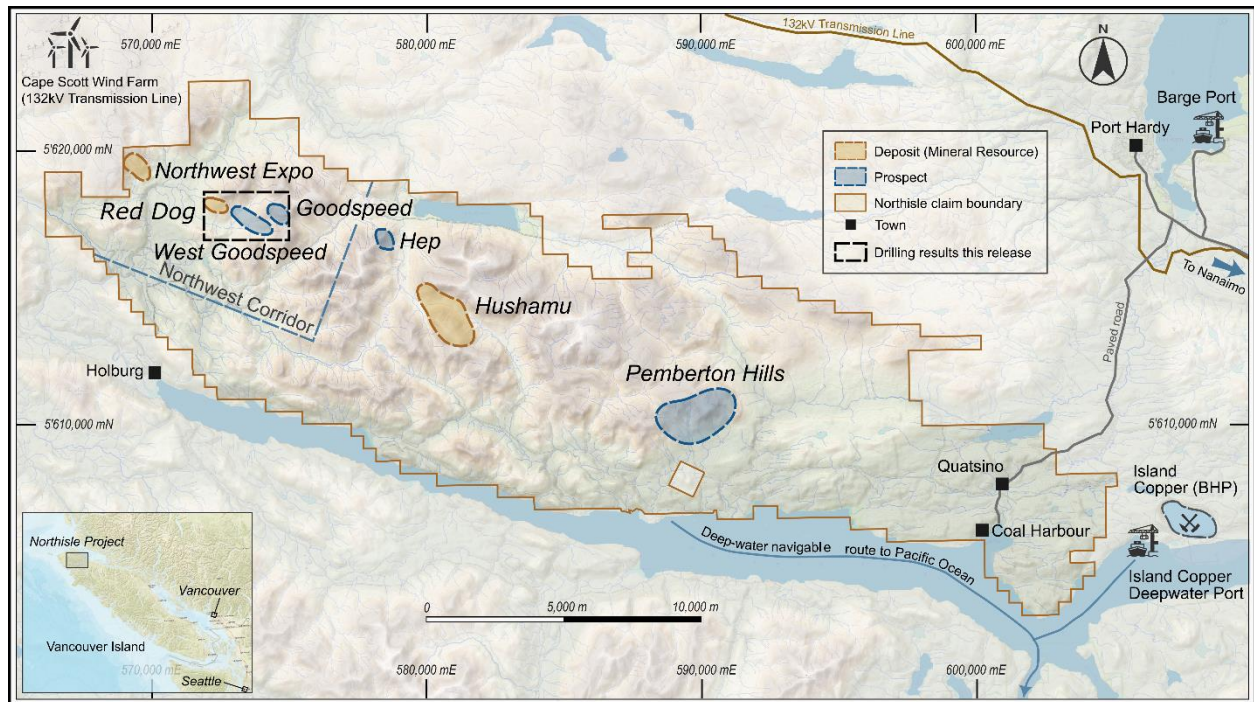 570,000 mE
580,000 mE
590,000 mE
600,000 mE
132kV Transmission Line
N
Cape Scott Wind Farm
(132kV Transmission Line)
Barge Port
Port Hardy
5'620,000 mN
Northwest Expo
Red Dog
Goodspeed
West Goodspeed
Hep
Northwest Corridor
Hushamu
Deposit (Mineral Resource)
Prospect
Northisle claim boundary
Town
Drilling results this release
To Nanaimo
Paved road
Holburg
Pemberton Hills
5'610,000 mN
5'610,000 mN
Quatsino
Coal Harbour
Island
Copper (BHP)
Island Copper
Deepwater Port
Deep-water navigable route to Pacific Ocean
0
5,000 m
10,000 m
Northisle Project
Vancouver
Vancouver Island
Seattle
570,000 mE
580,000 mE
590,000 mE
600,000 mE